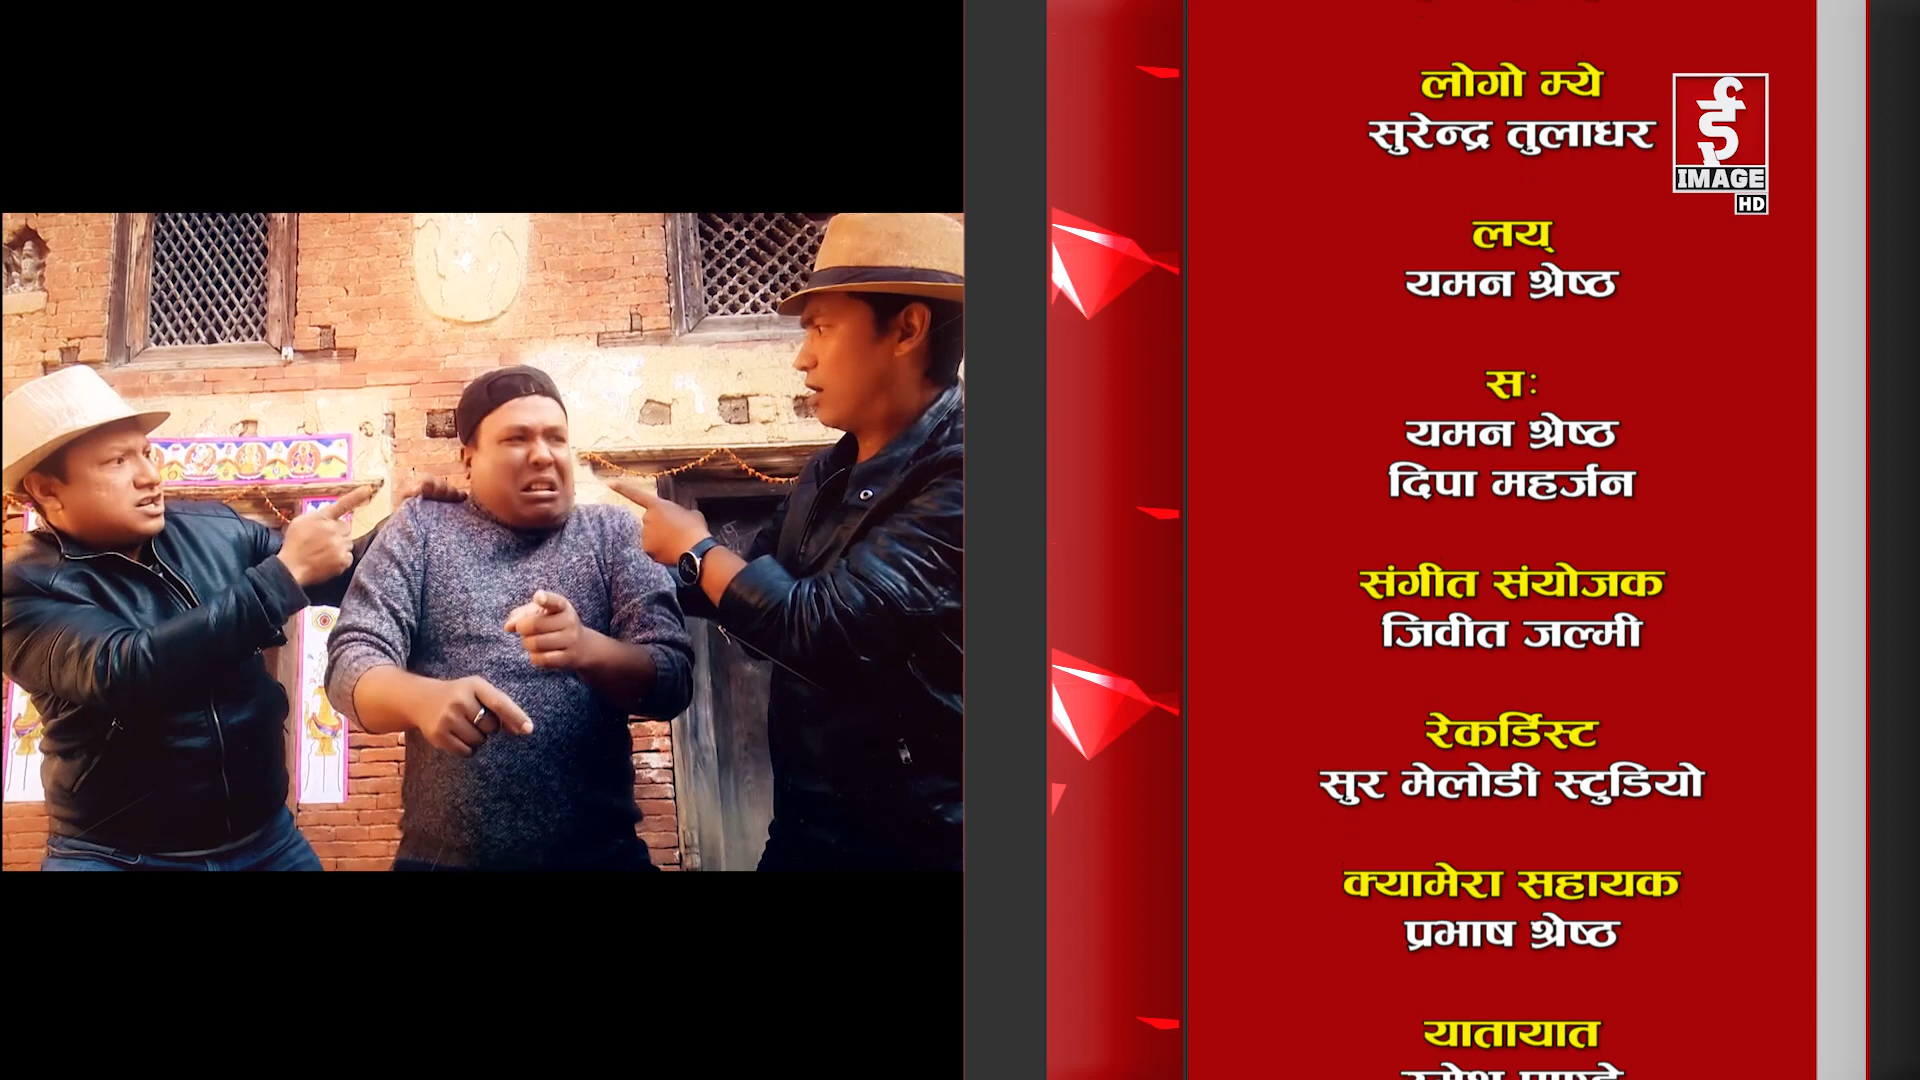 लोगो म्ये
सुरेन्द्र तुलाधर
IMAGE
HD
लय्
यमन श्रेष्ठ
सः
यमन श्रेष्ठ
दिपा महर्जन
संगीत संयोजक
जिवीत जल्मी
रेकर्डिस्ट
सुर मेलोडी स्टुडियो
क्यामेरा सहायक
प्रभाष श्रेष्ठ
यातायात